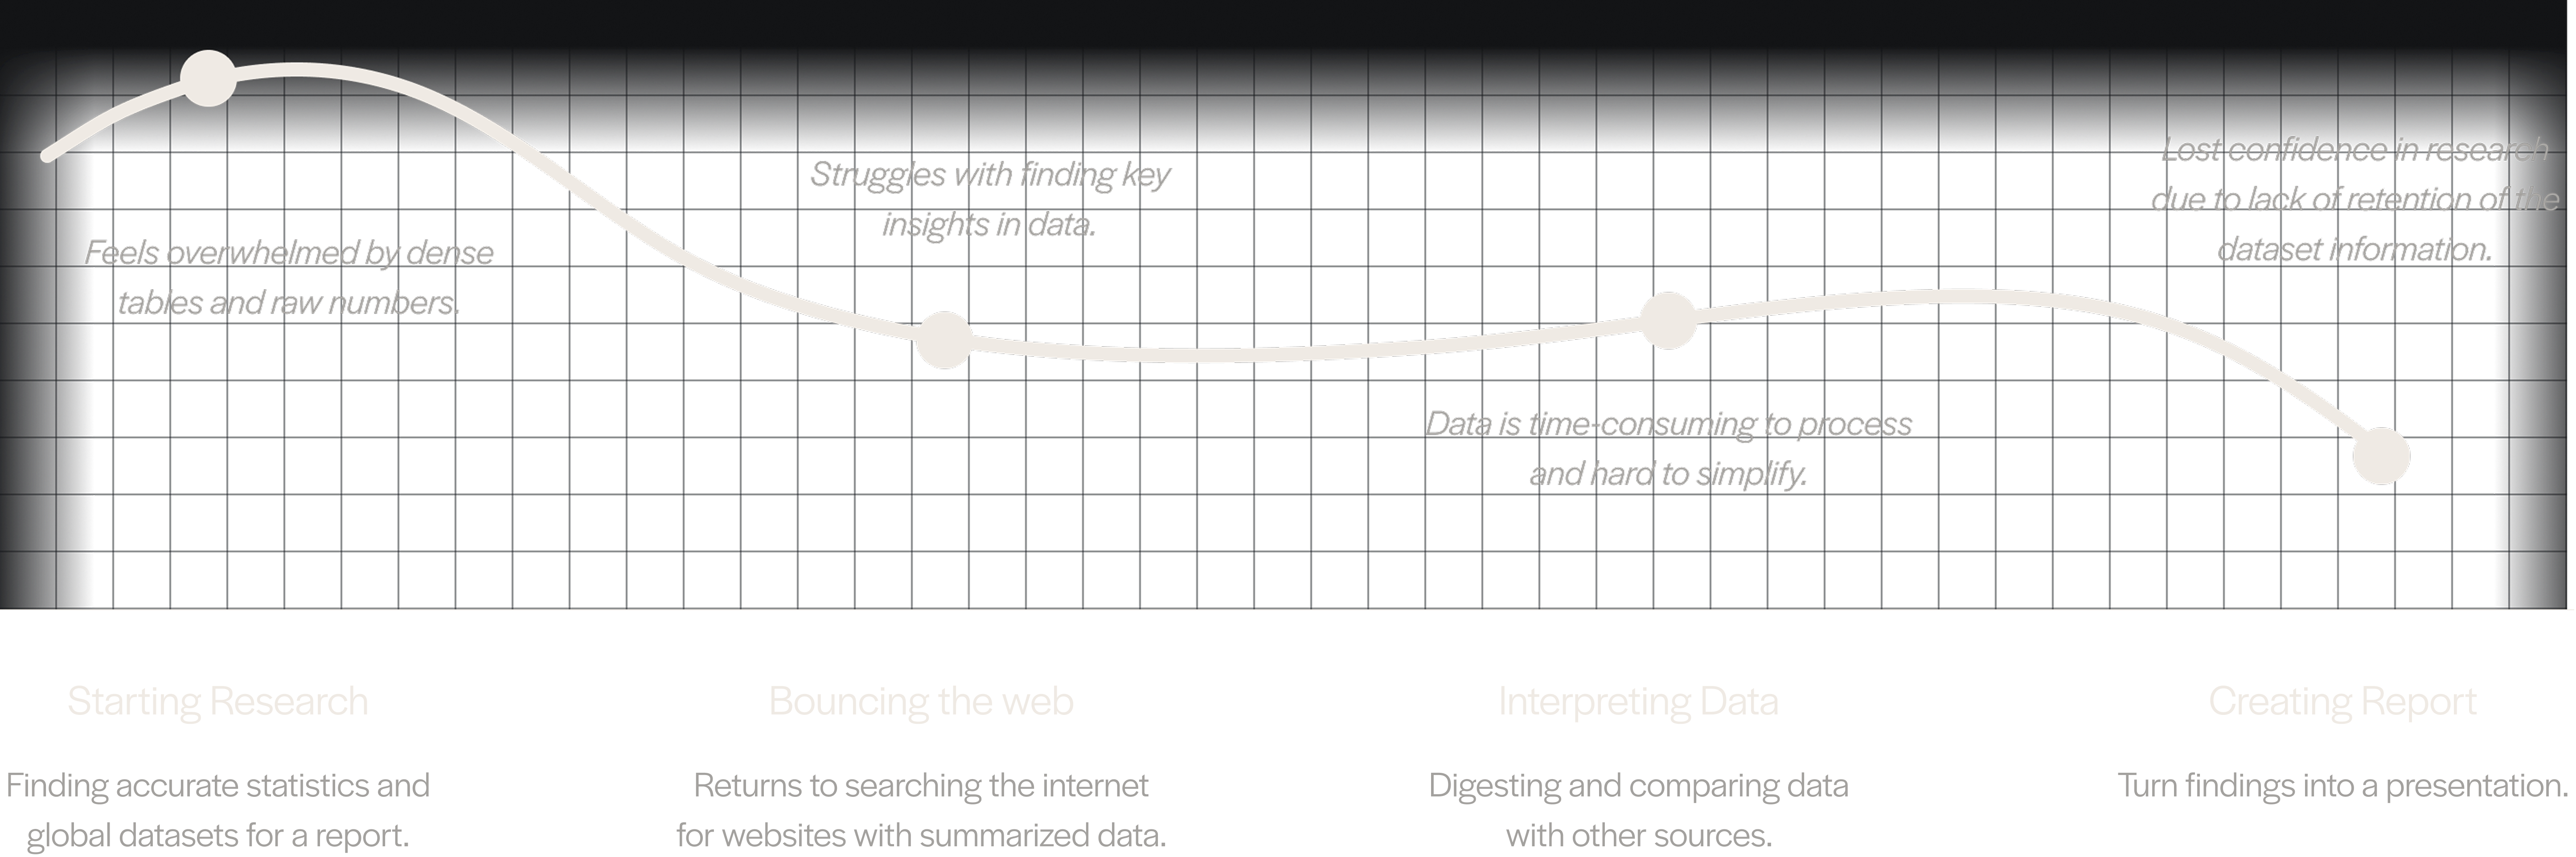 Feels overwhelmed by dense
tables and raw numbers.
Struggles with finding key
insights in data.
Data is time-consuming to process
and hard to simplify.
Lost confidence in research
due to lack of retention of the
dataset information.
Starting Research
Finding accurate statistics and
global datasets for a report.
Bouncing the web
Returns to searching the internet
for websites with summarized data.
Interpreting Data
Digesting and comparing data
with other sources.
Creating Report
Turn findings into a presentation.